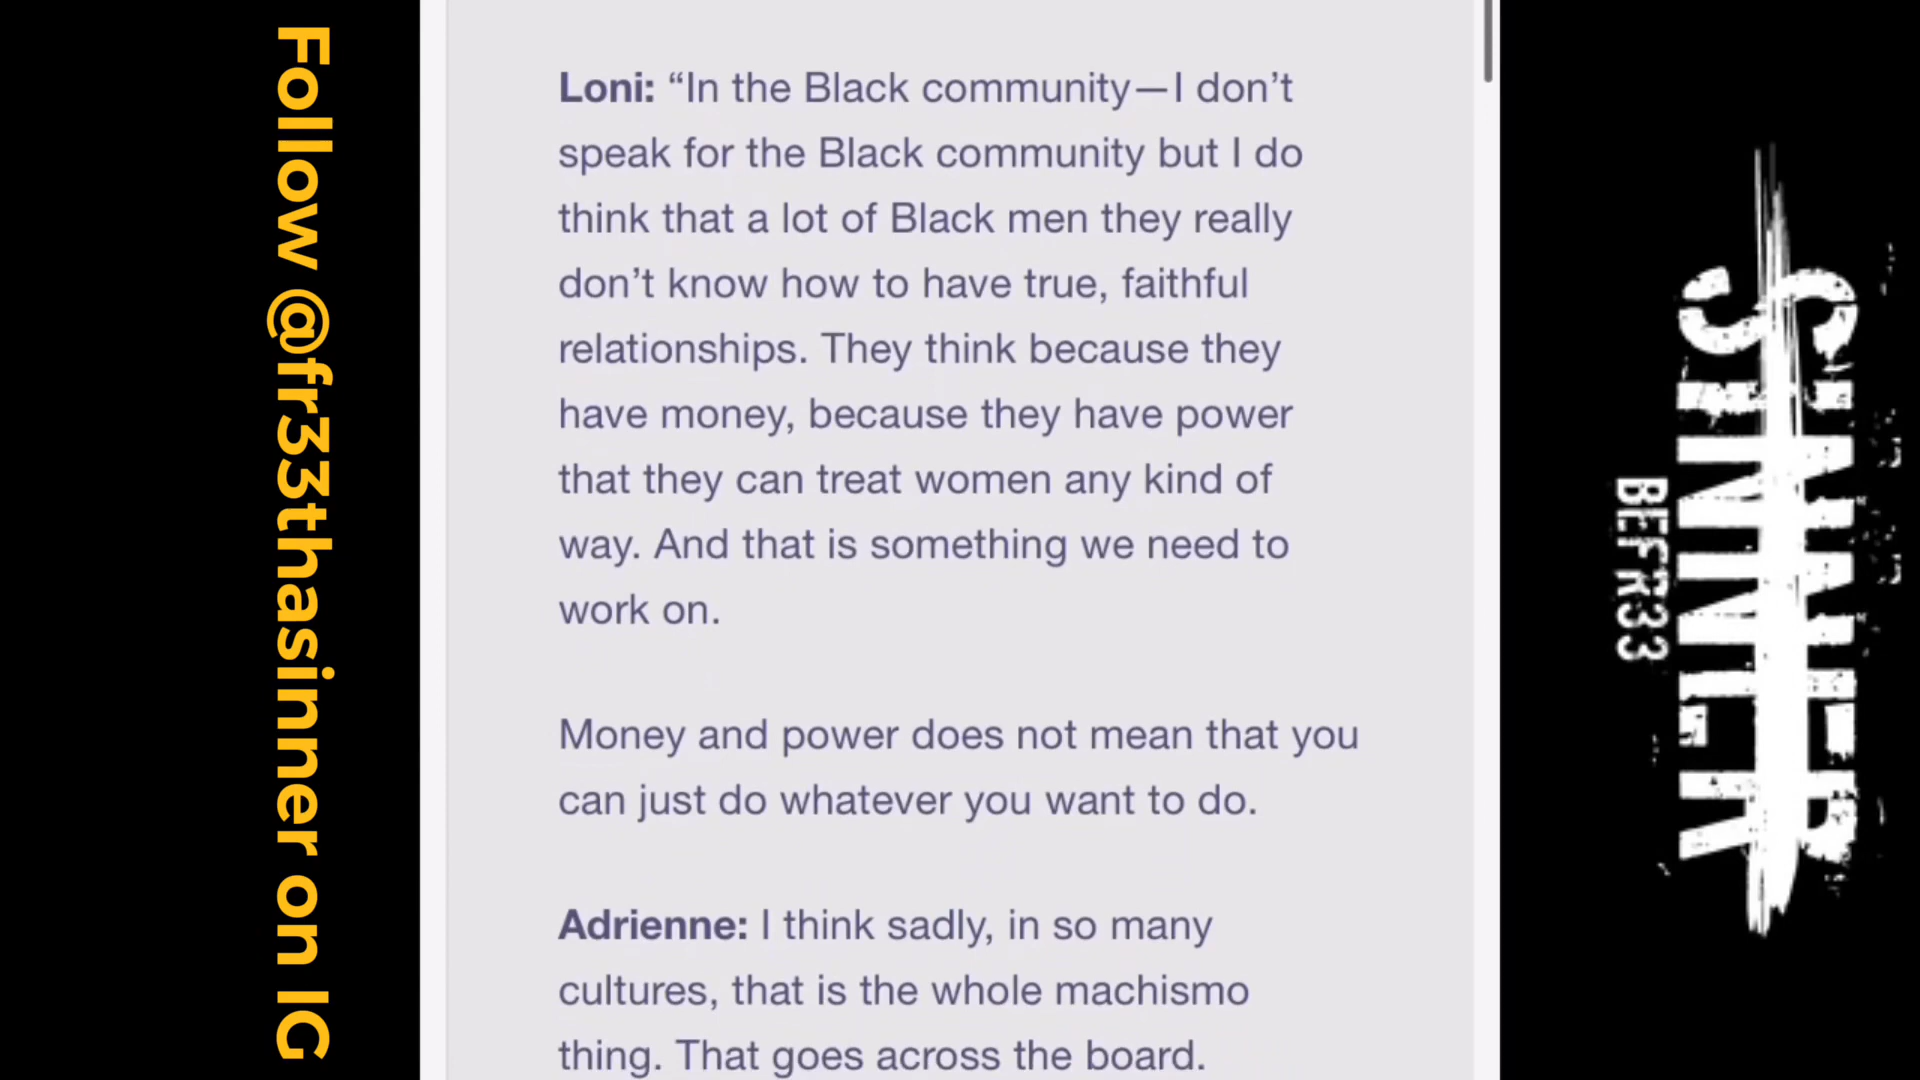 Follow @fr33thasinner on IG
Loni: “In the Black community—I don’t
speak for the Black community but I do
think that a lot of Black men they really
don’t know how to have true, faithful
relationships. They think because they
have money, because they have power
that they can treat women any kind of
way. And that is something we need to
work on.
Money and power does not mean that you
can just do whatever you want to do.
Adrienne: I think sadly, in so many
cultures, that is the whole machismo
thing. That goes across the board.
SINNER
BEFR33